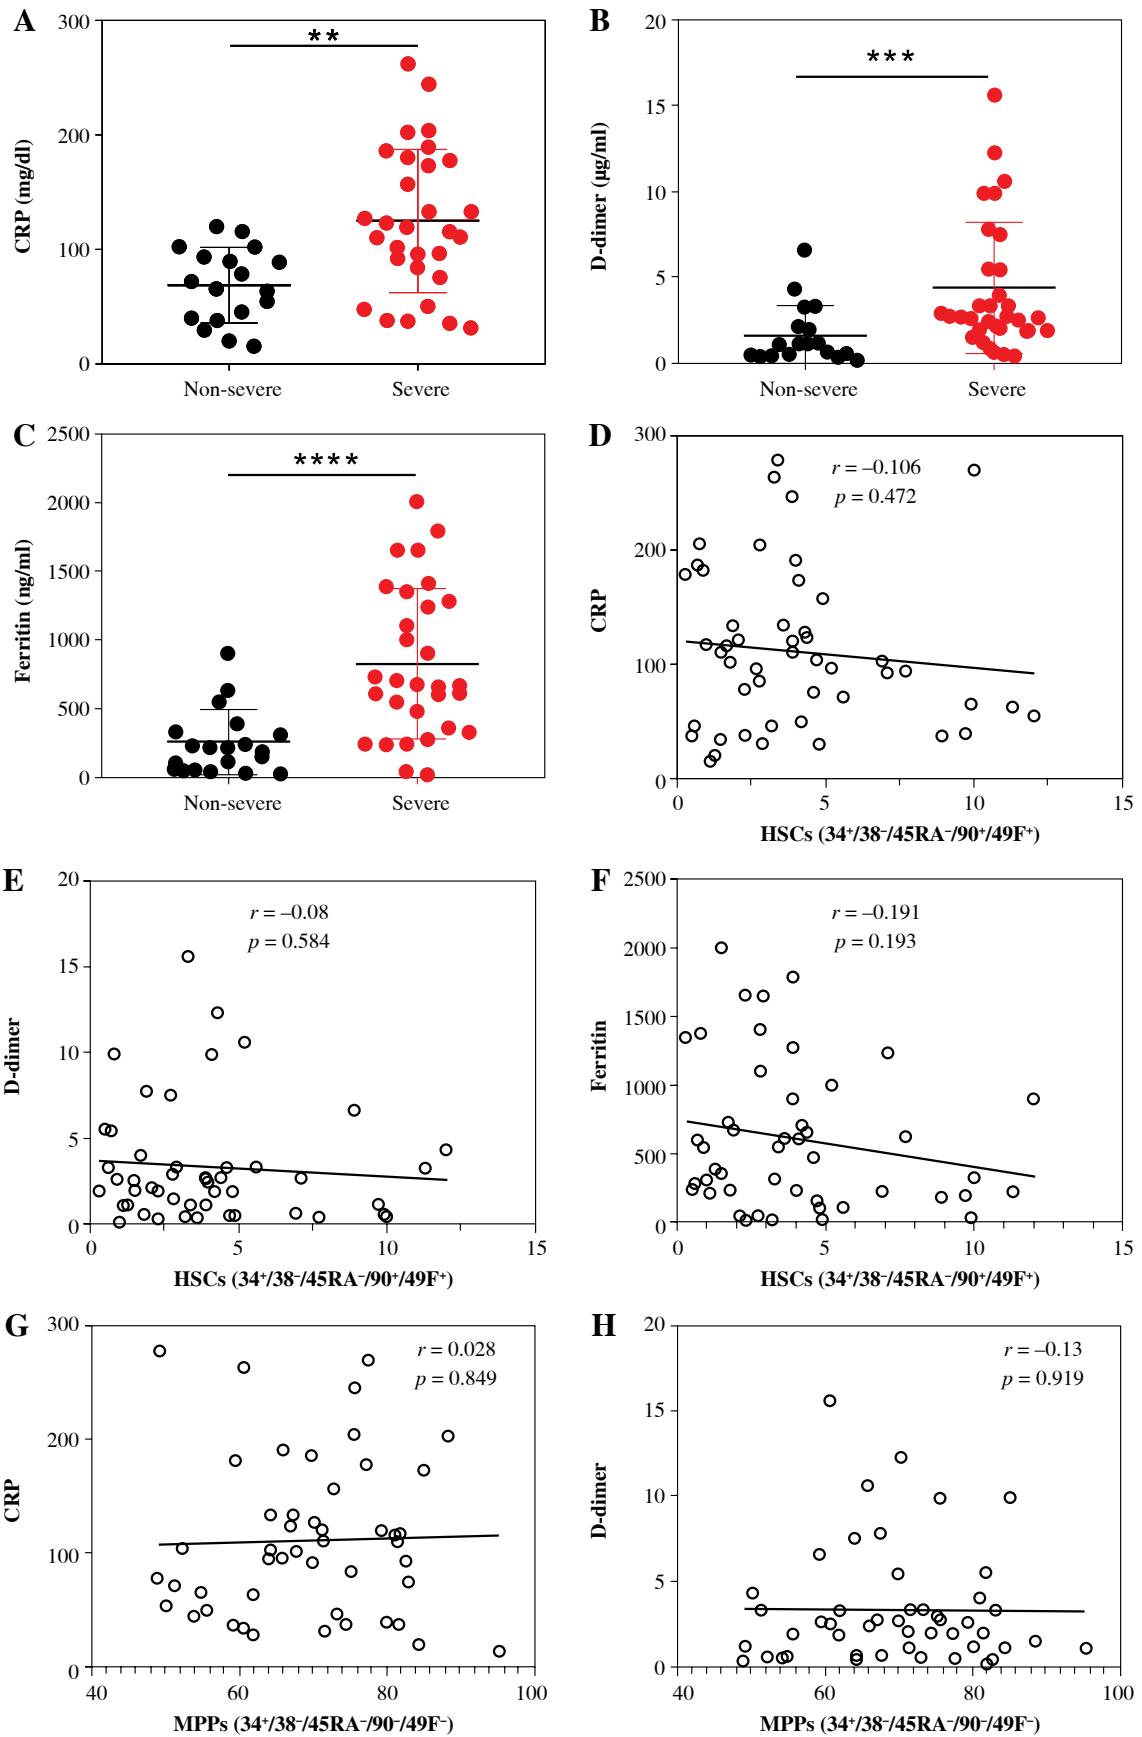 A
300
200
100
0
CRP (mg/dl)
**
Non-severe
Severe
B
20
15
10
5
0
D-dimer (µg/ml)
***
Non-severe
Severe
C
2500
2000
1500
1000
500
0
Ferritin (ng/ml)
****
Non-severe
Severe
D
300
200
100
0
CRP
r = –0.106
p = 0.472
0 5 10 15
HSCs (34⁺/38⁻/45RA⁻/90⁺/49F⁺)
E
20
15
10
5
0
D-dimer
r = –0.08
p = 0.584
0 5 10 15
HSCs (34⁺/38⁻/45RA⁻/90⁺/49F⁺)
F
2500
2000
1500
1000
500
0
Ferritin
r = –0.191
p = 0.193
0 5 10 15
HSCs (34⁺/38⁻/45RA⁻/90⁺/49F⁺)
G
300
200
100
0
CRP
r = 0.028
p = 0.849
40 60 80 100
MPPs (34⁺/38⁻/45RA⁻/90⁻/49F⁻)
H
20
15
10
5
0
D-dimer
r = –0.13
p = 0.919
40 60 80 100
MPPs (34⁺/38⁻/45RA⁻/90⁻/49F⁻)